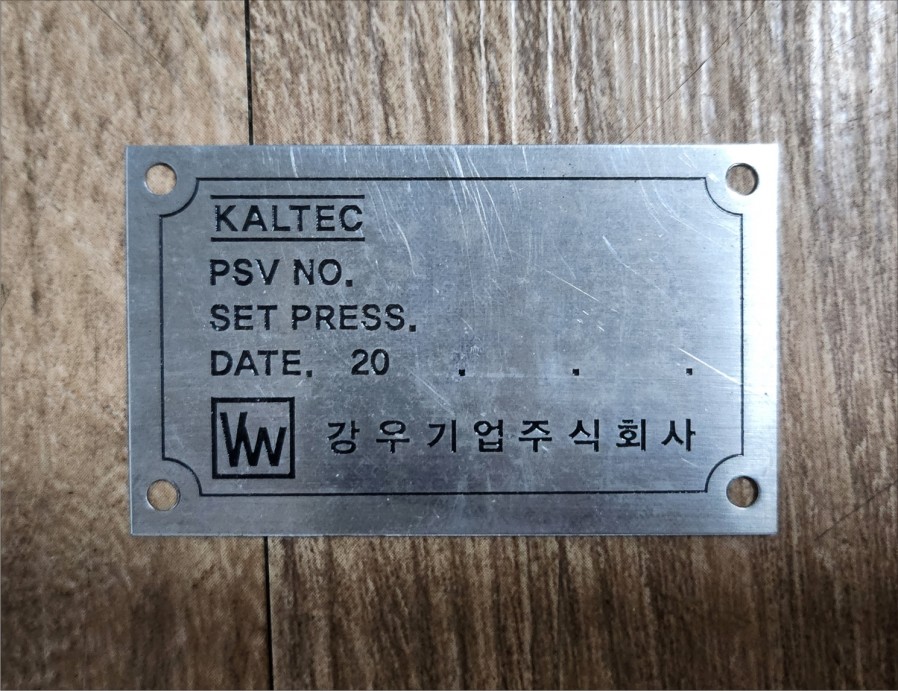 KALTEC
PSV NO.
SET PRESS.
DATE. 20 . . .
VW 강우기업주식회사